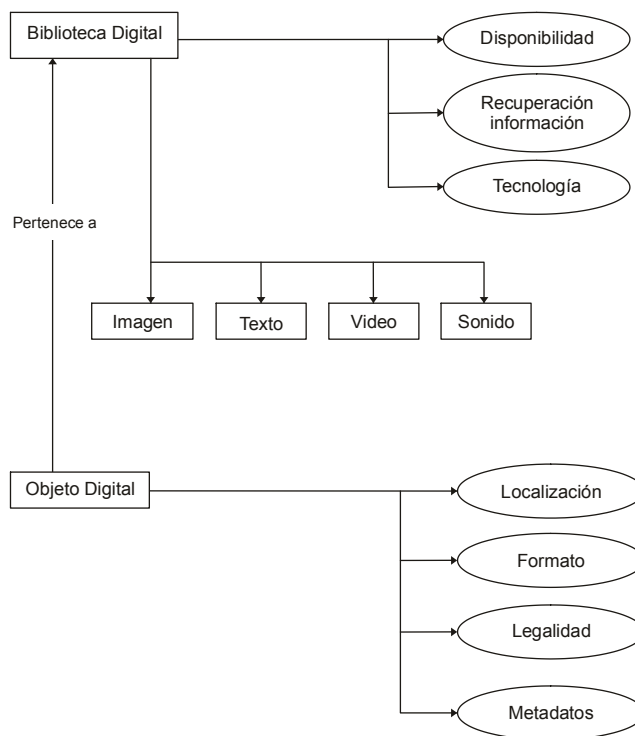 Biblioteca Digital
Disponibilidad
Recuperación
información
Tecnología
Pertenece a
Imagen
Texto
Video
Sonido
Objeto Digital
Localización
Formato
Legalidad
Metadatos